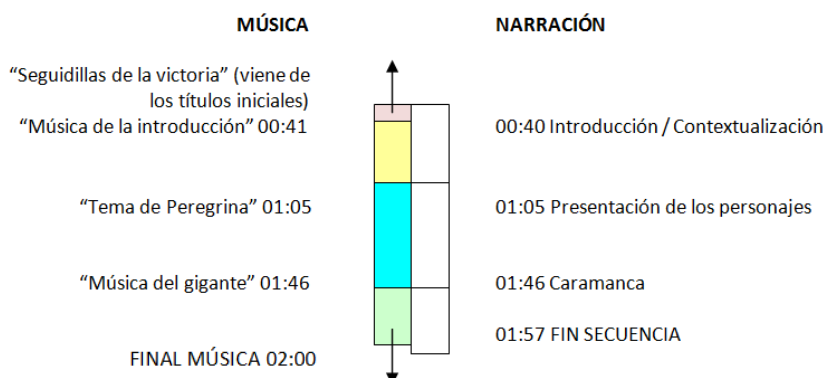 MÚSICA
NARRACIÓN
“Seguidillas de la victoria” (viene de
los títulos iniciales)
“Música de la introducción” 00:41
00:40 Introducción / Contextualización
“Tema de Peregrina” 01:05
01:05 Presentación de los personajes
“Música del gigante” 01:46
01:46 Caramanca
01:57 FIN SECUENCIA
FINAL MÚSICA 02:00